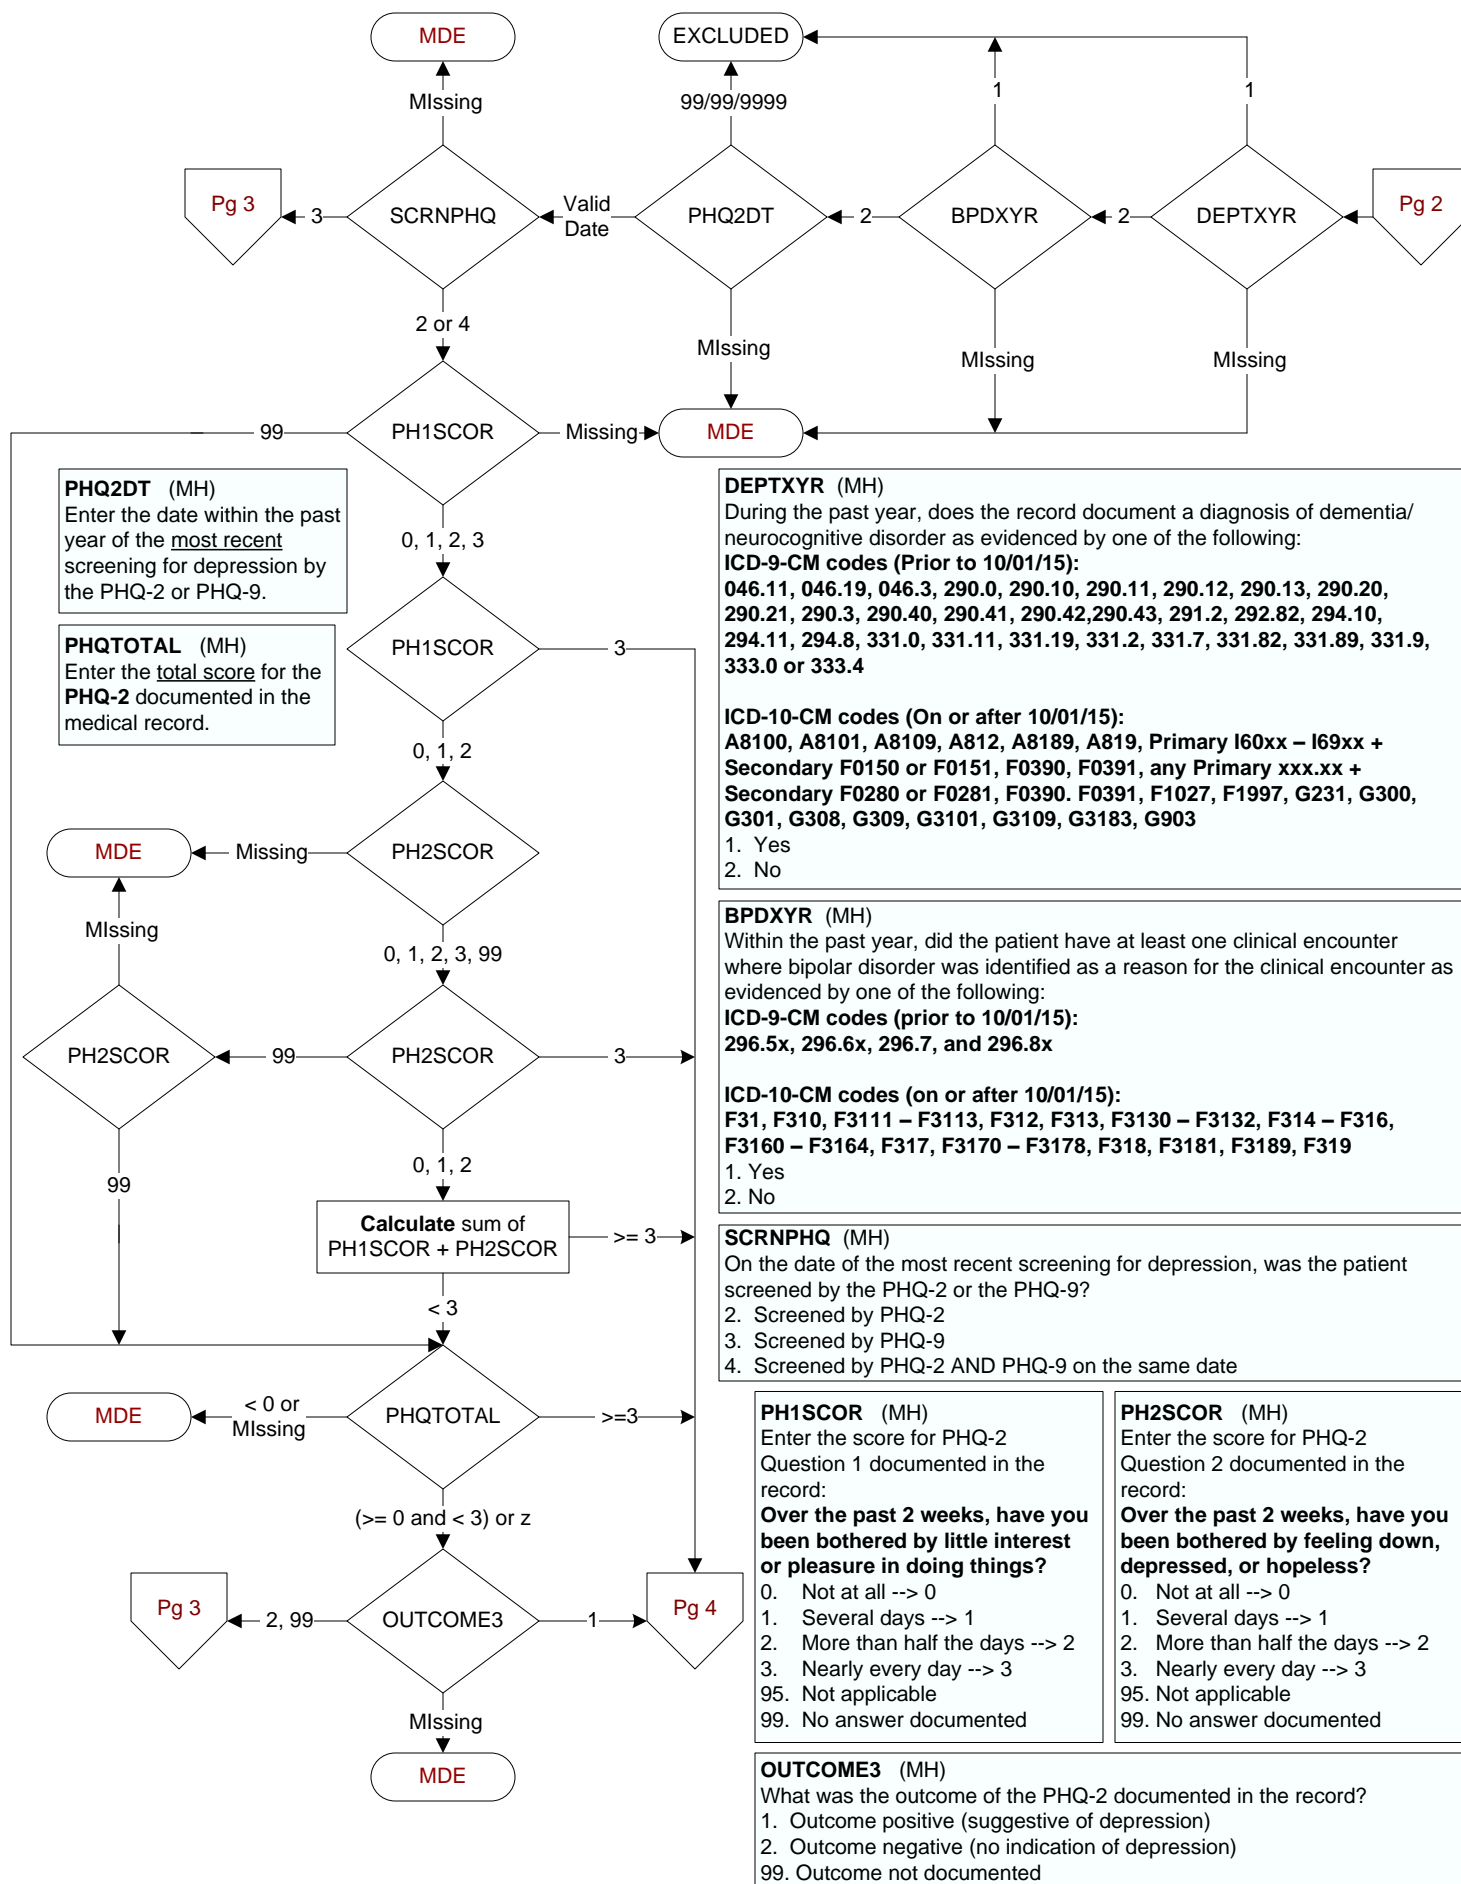 MDE
EXCLUDED
MIssing
99/99/9999
1
1
Pg 3
3
SCRNPHQ
Valid
Date
PHQ2DT
2
BPDXYR
2
DEPTXYR
Pg 2
2 or 4
MIssing
MIssing
MIssing
99
PH1SCOR
Missing
MDE
PHQ2DT (MH)
Enter the date within the past
year of the most recent
screening for depression by
the PHQ-2 or PHQ-9.
0, 1, 2, 3
PHQTOTAL (MH)
Enter the total score for the
PHQ-2 documented in the
medical record.
PH1SCOR
3
0, 1, 2
MDE
Missing
PH2SCOR
MIssing
0, 1, 2, 3, 99
PH2SCOR
99
PH2SCOR
3
0, 1, 2
99
Calculate sum of
PH1SCOR + PH2SCOR
>= 3
< 3
MDE
< 0 or
MIssing
PHQTOTAL
>=3
(>= 0 and < 3) or z
Pg 3
2, 99
OUTCOME3
1
Pg 4
MIssing
MDE
DEPTXYR (MH)
During the past year, does the record document a diagnosis of dementia/
neurocognitive disorder as evidenced by one of the following:
ICD-9-CM codes (Prior to 10/01/15):
046.11, 046.19, 046.3, 290.0, 290.10, 290.11, 290.12, 290.13, 290.20,
290.21, 290.3, 290.40, 290.41, 290.42,290.43, 291.2, 292.82, 294.10,
294.11, 294.8, 331.0, 331.11, 331.19, 331.2, 331.7, 331.82, 331.89, 331.9,
333.0 or 333.4
ICD-10-CM codes (On or after 10/01/15):
A8100, A8101, A8109, A812, A8189, A819, Primary I60xx – I69xx +
Secondary F0150 or F0151, F0390, F0391, any Primary xxx.xx +
Secondary F0280 or F0281, F0390. F0391, F1027, F1997, G231, G300,
G301, G308, G309, G3101, G3109, G3183, G903
1. Yes
2. No
BPDXYR (MH)
Within the past year, did the patient have at least one clinical encounter
where bipolar disorder was identified as a reason for the clinical encounter as
evidenced by one of the following:
ICD-9-CM codes (prior to 10/01/15):
296.5x, 296.6x, 296.7, and 296.8x
ICD-10-CM codes (on or after 10/01/15):
F31, F310, F3111 – F3113, F312, F313, F3130 – F3132, F314 – F316,
F3160 – F3164, F317, F3170 – F3178, F318, F3181, F3189, F319
1. Yes
2. No
SCRNPHQ (MH)
On the date of the most recent screening for depression, was the patient
screened by the PHQ-2 or the PHQ-9?
2. Screened by PHQ-2
3. Screened by PHQ-9
4. Screened by PHQ-2 AND PHQ-9 on the same date
PH1SCOR (MH)
Enter the score for PHQ-2
Question 1 documented in the
record:
Over the past 2 weeks, have you
been bothered by little interest
or pleasure in doing things?
0. Not at all --> 0
1. Several days --> 1
2. More than half the days --> 2
3. Nearly every day --> 3
95. Not applicable
99. No answer documented
PH2SCOR (MH)
Enter the score for PHQ-2
Question 2 documented in the
record:
Over the past 2 weeks, have you
been bothered by feeling down,
depressed, or hopeless?
0. Not at all --> 0
1. Several days --> 1
2. More than half the days --> 2
3. Nearly every day --> 3
95. Not applicable
99. No answer documented
OUTCOME3 (MH)
What was the outcome of the PHQ-2 documented in the record?
1. Outcome positive (suggestive of depression)
2. Outcome negative (no indication of depression)
99. Outcome not documented